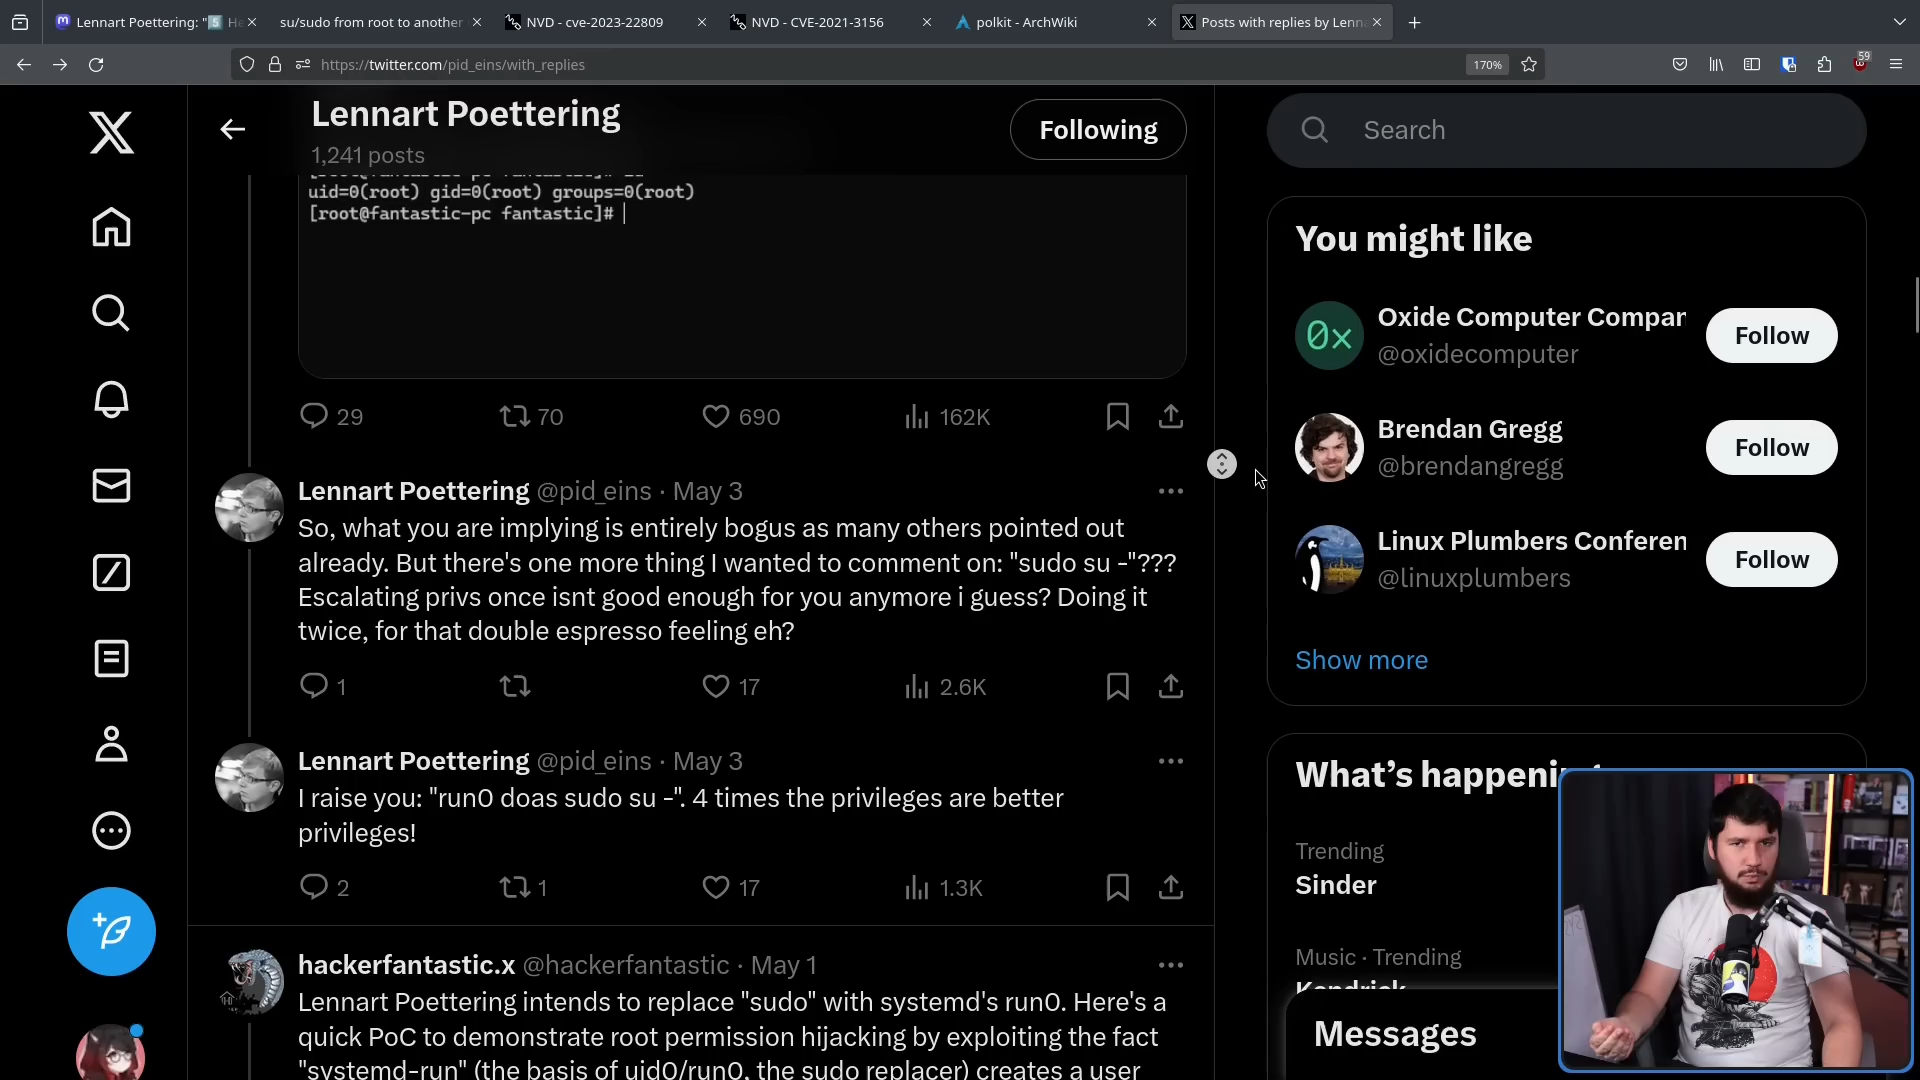 Lennart Poettering: "5 He
su/sudo from root to another
NVD - cve-2023-22809
NVD - CVE-2021-3156
polkit - ArchWiki
Posts with replies by Lenna
https://twitter.com/pid_eins/with_replies
170%
59
Lennart Poettering
1,241 posts
Following
Search
uid=0(root) gid=0(root) groups=0(root)
[root@fantastic-pc fantastic]#
29
70
690
162K
Lennart Poettering @pid_eins · May 3
So, what you are implying is entirely bogus as many others pointed out
already. But there's one more thing I wanted to comment on: "sudo su -"???
Escalating privs once isnt good enough for you anymore i guess? Doing it
twice, for that double espresso feeling eh?
1
17
2.6K
Lennart Poettering @pid_eins · May 3
I raise you: "run0 doas sudo su -". 4 times the privileges are better
privileges!
2
1
17
1.3K
hackerfantastic.x @hackerfantastic · May 1
Lennart Poettering intends to replace "sudo" with systemd's run0. Here's a
quick PoC to demonstrate root permission hijacking by exploiting the fact
"systemd-run" (the basis of uid0/run0, the sudo replacer) creates a user
You might like
0x
Oxide Computer Compan
@oxidecomputer
Follow
Brendan Gregg
@brendangregg
Follow
Linux Plumbers Conferen
@linuxplumbers
Follow
Show more
What's happenin
Trending
Sinder
Music · Trending
Kendrick
Messages